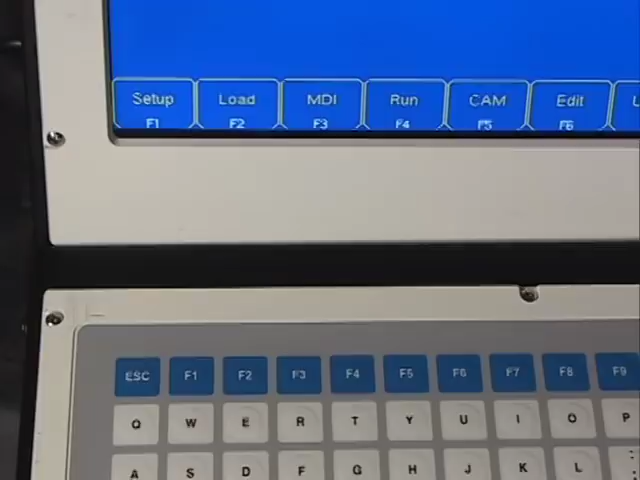 Setup Load MDI Run CAM Edit
F1 F2 F3 F4 F5 F6
ESC F1 F2 F3 F4 F5 F6 F7 F8 F9
Q W E R T Y U I O P
A S D F G H J K L